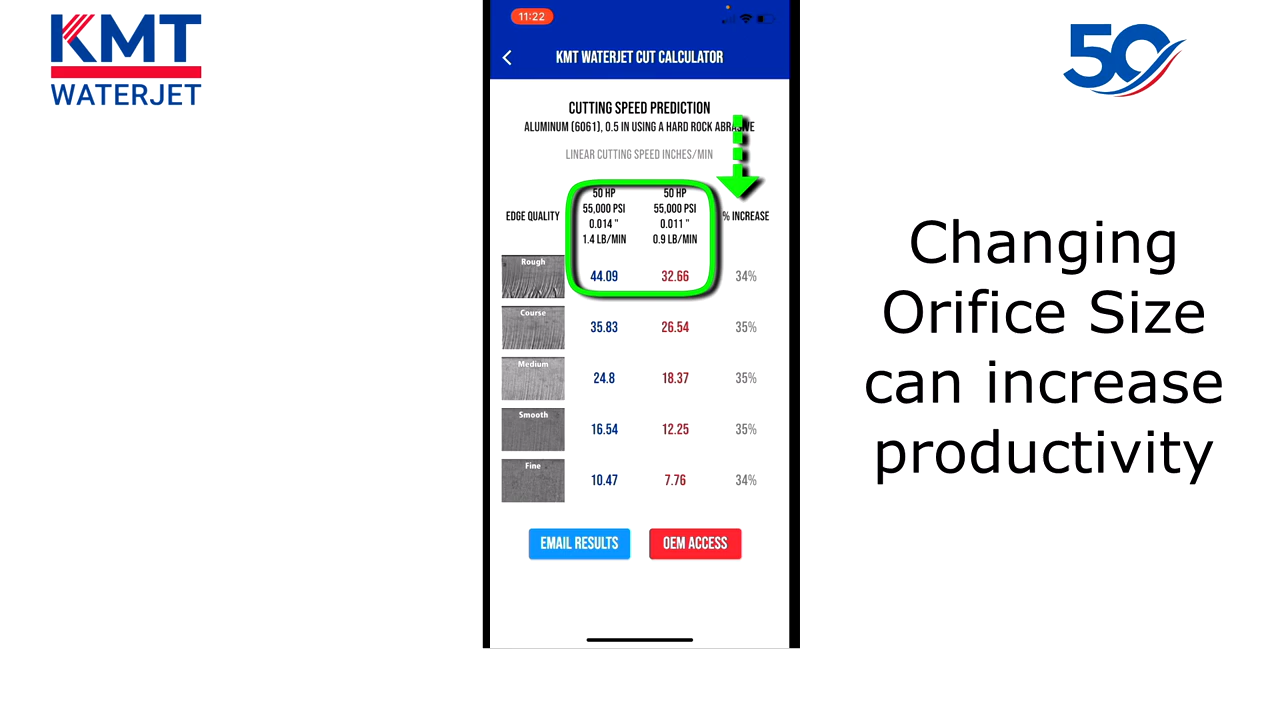 KMT
WATERJET
50
11:22
KMT WATERJET CUT CALCULATOR
CUTTING SPEED PREDICTION
ALUMINUM (6061), 0.5 IN USING A HARD ROCK ABRASIVE
LINEAR CUTTING SPEED INCHES/MIN
EDGE QUALITY
50 HP
55,000 PSI
0.014 "
1.4 LB/MIN
50 HP
55,000 PSI
0.011 "
0.9 LB/MIN
% INCREASE
Rough 44.09 32.66 34%
Course 35.83 26.54 35%
Medium 24.8 18.37 35%
Smooth 16.54 12.25 35%
Fine 10.47 7.76 34%
EMAIL RESULTS OEM ACCESS
Changing
Orifice Size
can increase
productivity